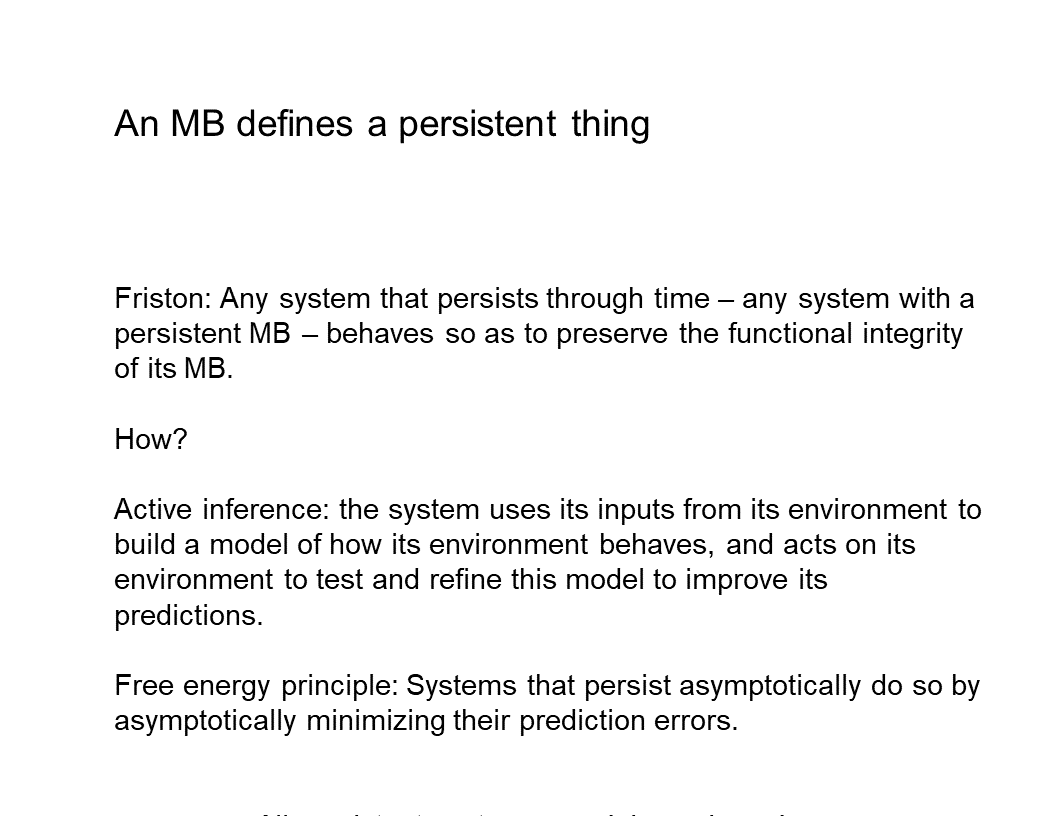 An MB defines a persistent thing
Friston: Any system that persists through time – any system with a
persistent MB – behaves so as to preserve the functional integrity
of its MB.
How?
Active inference: the system uses its inputs from its environment to
build a model of how its environment behaves, and acts on its
environment to test and refine this model to improve its
predictions.
Free energy principle: Systems that persist asymptotically do so by
asymptotically minimizing their prediction errors.